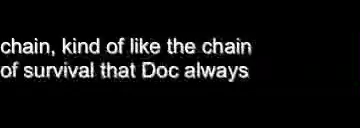 chain, kind of like the chain
of survival that Doc always